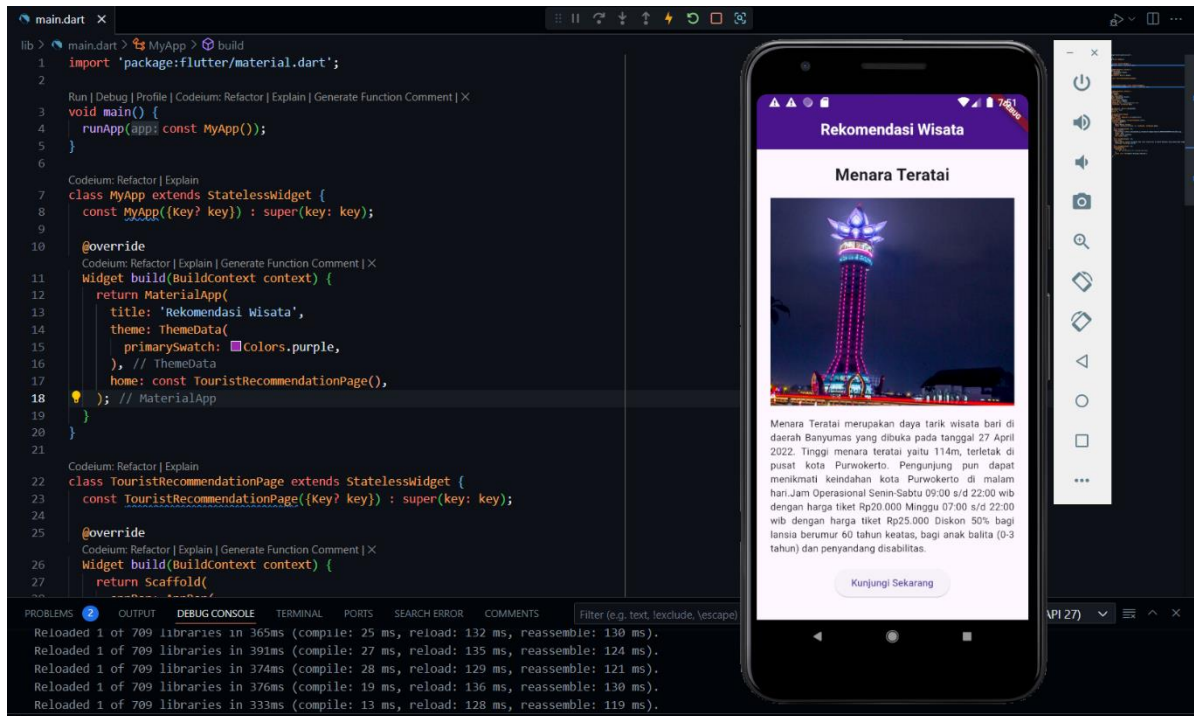 main.dart
lib > main.dart > MyApp > build
1 import 'package:flutter/material.dart';
2
Run | Debug | Profile | Codeium: Refactor | Explain | Generate Function Comment | ×
3 void main() {
4 runApp(app: const MyApp());
5 }
6
Codeium: Refactor | Explain
7 class MyApp extends StatelessWidget {
8 const MyApp({Key? key}) : super(key: key);
9
10 @override
Codeium: Refactor | Explain | Generate Function Comment | ×
11 Widget build(BuildContext context) {
12 return MaterialApp(
13 title: 'Rekomendasi Wisata',
14 theme: ThemeData(
15 primarySwatch: Colors.purple,
16 ), // ThemeData
17 home: const TouristRecommendationPage(),
18 ); // MaterialApp
19 }
20 }
21
Codeium: Refactor | Explain
22 class TouristRecommendationPage extends StatelessWidget {
23 const TouristRecommendationPage({Key? key}) : super(key: key);
24
25 @override
Codeium: Refactor | Explain | Generate Function Comment | ×
26 Widget build(BuildContext context) {
27 return Scaffold(
PROBLEMS 2 OUTPUT DEBUG CONSOLE TERMINAL PORTS SEARCH ERROR COMMENTS Filter (e.g. text, !exclude, \escape) API 27)
Reloaded 1 of 709 libraries in 365ms (compile: 25 ms, reload: 132 ms, reassemble: 130 ms).
Reloaded 1 of 709 libraries in 391ms (compile: 27 ms, reload: 135 ms, reassemble: 124 ms).
Reloaded 1 of 709 libraries in 374ms (compile: 28 ms, reload: 129 ms, reassemble: 121 ms).
Reloaded 1 of 709 libraries in 376ms (compile: 19 ms, reload: 136 ms, reassemble: 130 ms).
Reloaded 1 of 709 libraries in 333ms (compile: 13 ms, reload: 128 ms, reassemble: 119 ms).
DEBUG
Rekomendasi Wisata
Menara Teratai
Menara Teratai merupakan daya tarik wisata bari di
daerah Banyumas yang dibuka pada tanggal 27 April
2022. Tinggi menara teratai yaitu 114m, terletak di
pusat kota Purwokerto. Pengunjung pun dapat
menikmati keindahan kota Purwokerto di malam
hari.Jam Operasional Senin-Sabtu 09:00 s/d 22:00 wib
dengan harga tiket Rp20.000 Minggu 07:00 s/d 22:00
wib dengan harga tiket Rp25.000 Diskon 50% bagi
lansia berumur 60 tahun keatas, bagi anak balita (0-3
tahun) dan penyandang disabilitas.
Kunjungi Sekarang